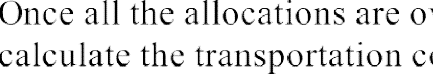 Once all the allocations are
calculate the transportation